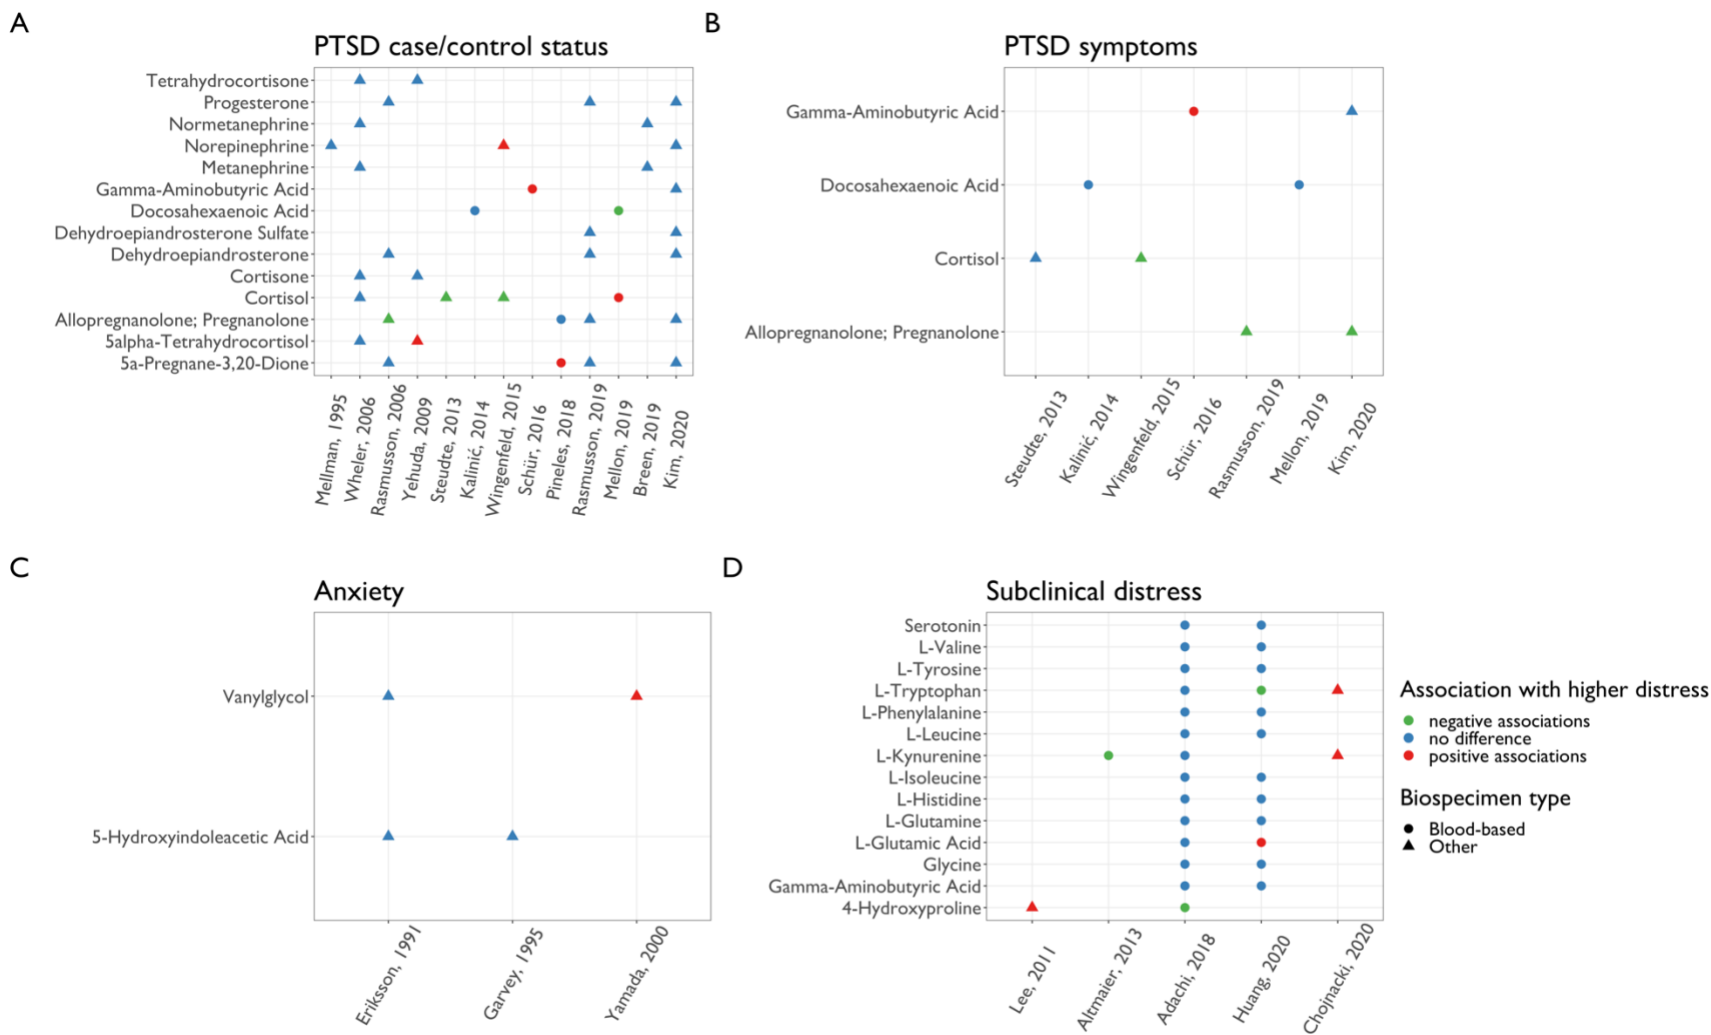 A
PTSD case/control status
Tetrahydrocortisone
Progesterone
Normetanephrine
Norepinephrine
Metanephrine
Gamma-Aminobutyric Acid
Docosahexaenoic Acid
Dehydroepiandrosterone Sulfate
Dehydroepiandrosterone
Cortisone
Cortisol
Allopregnanolone; Pregnanolone
5alpha-Tetrahydrocortisol
5a-Pregnane-3,20-Dione
Mellman, 1995
Wheler, 2006
Rasmusson, 2006
Yehuda, 2009
Steudte, 2013
Kalinić, 2014
Wingenfeld, 2015
Schür, 2016
Pineles, 2018
Rasmusson, 2019
Mellon, 2019
Breen, 2019
Kim, 2020
B
PTSD symptoms
Gamma-Aminobutyric Acid
Docosahexaenoic Acid
Cortisol
Allopregnanolone; Pregnanolone
Steudte, 2013
Kalinić, 2014
Wingenfeld, 2015
Schür, 2016
Rasmusson, 2019
Mellon, 2019
Kim, 2020
C
Anxiety
Vanylglycol
5-Hydroxyindoleacetic Acid
Eriksson, 1991
Garvey, 1995
Yamada, 2000
D
Subclinical distress
Serotonin
L-Valine
L-Tyrosine
L-Tryptophan
L-Phenylalanine
L-Leucine
L-Kynurenine
L-Isoleucine
L-Histidine
L-Glutamine
L-Glutamic Acid
Glycine
Gamma-Aminobutyric Acid
4-Hydroxyproline
Lee, 2011
Altmaier, 2013
Adachi, 2018
Huang, 2020
Chojnacki, 2020
Association with higher distress
negative associations
no difference
positive associations
Biospecimen type
Blood-based
Other